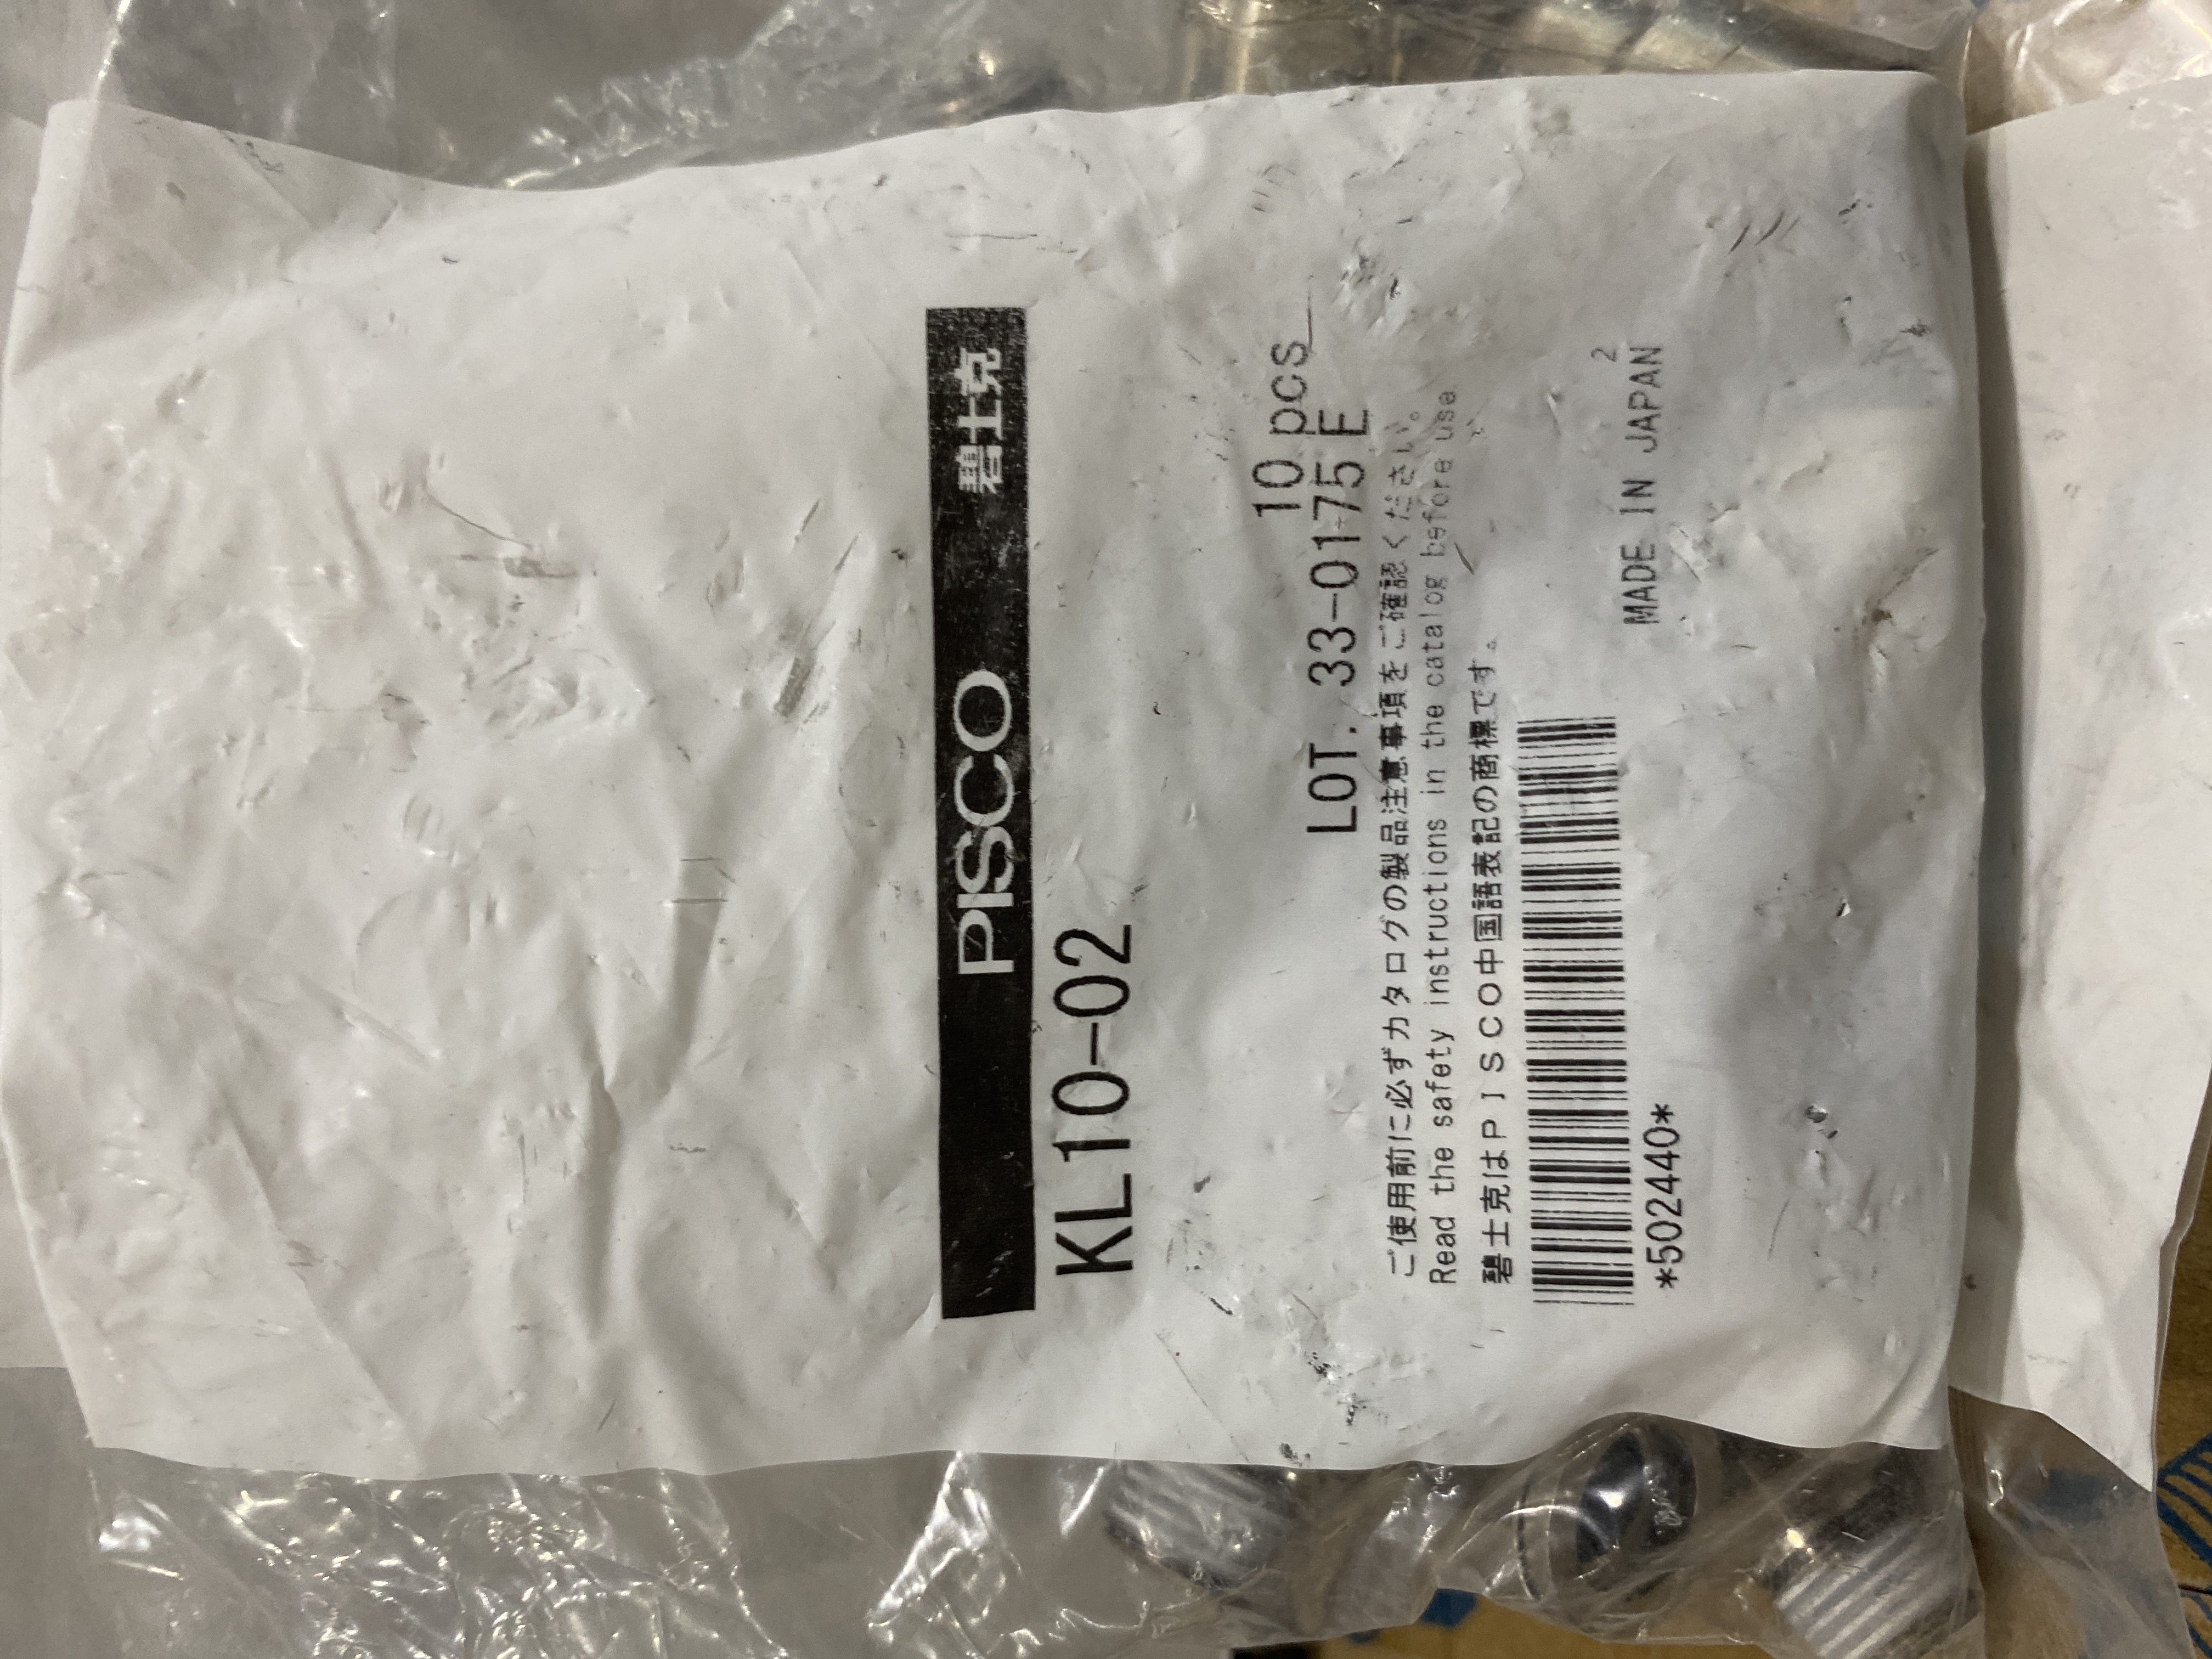 PISCO 碧士克
KL10-02
10 pcs
LOT. 33-0175 E
ご使用前に必ずカタログの製品注意事項をご確認ください。
Read the safety instructions in the catalog before use.
碧士克はＰＩＳＣＯ中国語表記の商標です。
2
MADE IN JAPAN
*502440*